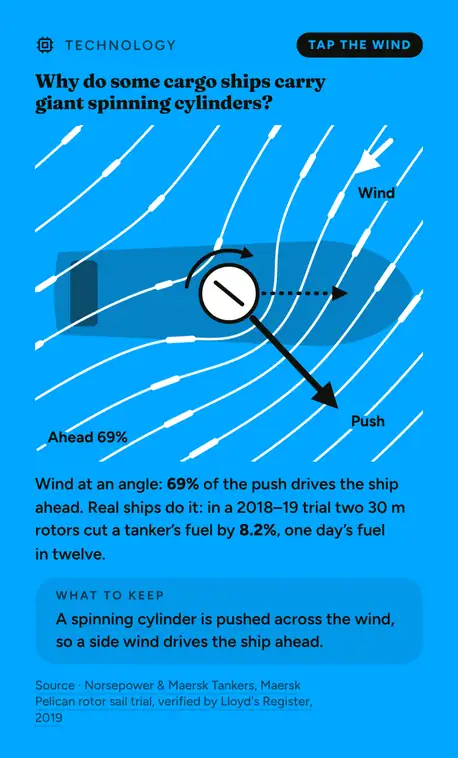 TECHNOLOGY
TAP THE WIND
Why do some cargo ships carry
giant spinning cylinders?
Wind
Push
Ahead 69%
Wind at an angle: 69% of the push drives the ship
ahead. Real ships do it: in a 2018–19 trial two 30 m
rotors cut a tanker’s fuel by 8.2%, one day’s fuel
in twelve.
WHAT TO KEEP
A spinning cylinder is pushed across the wind,
so a side wind drives the ship ahead.
Source · Norsepower & Maersk Tankers, Maersk
Pelican rotor sail trial, verified by Lloyd's Register,
2019